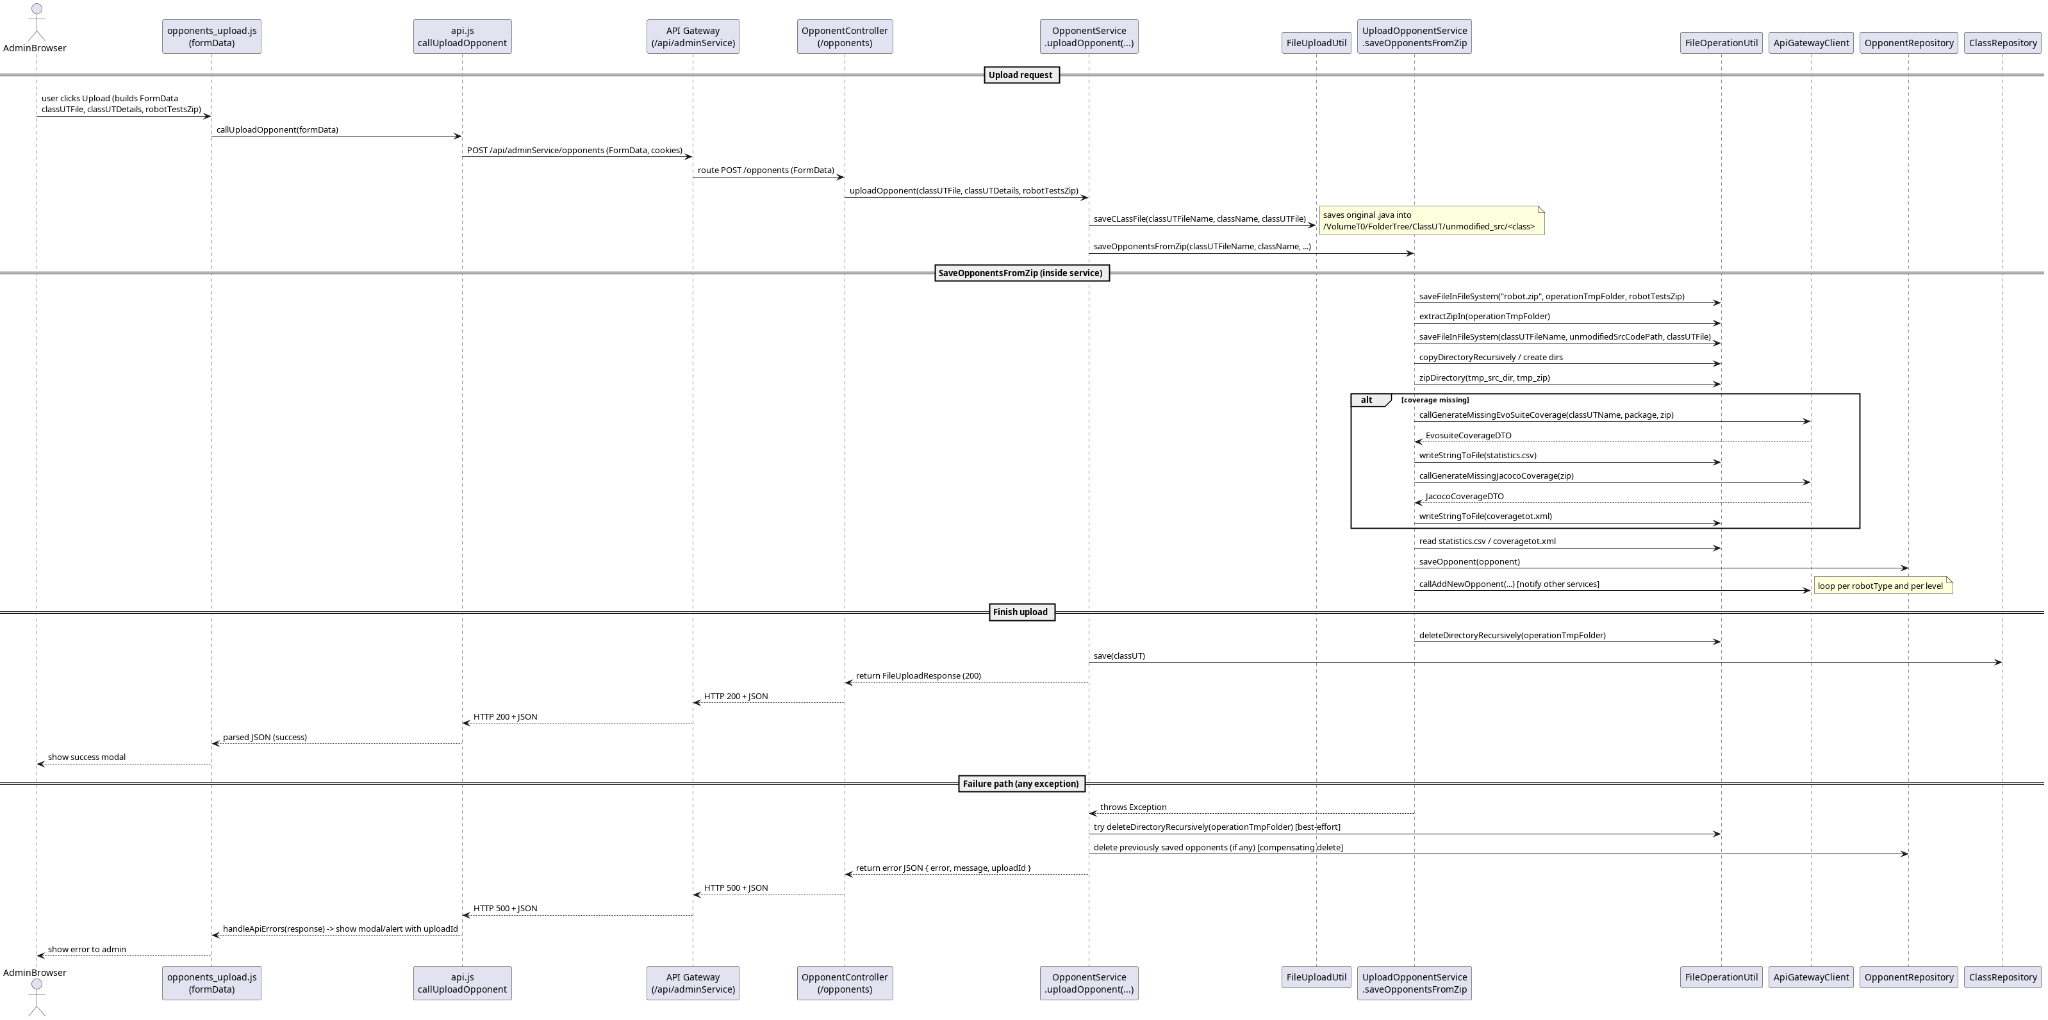 AdminBrowser
opponents_upload.js
(formData)
api.js
callUploadOpponent
API Gateway
(/api/adminService)
OpponentController
(/opponents)
OpponentService
.uploadOpponent(...)
FileUploadUtil
UploadOpponentService
.saveOpponentsFromZip
FileOperationUtil
ApiGatewayClient
OpponentRepository
ClassRepository
Upload request
user clicks Upload (builds FormData
classUTFile, classUTDetails, robotTestsZip)
callUploadOpponent(formData)
POST /api/adminService/opponents (FormData, cookies)
route POST /opponents (FormData)
uploadOpponent(classUTFile, classUTDetails, robotTestsZip)
saveCLassFile(classUTFileName, className, classUTFile)
saves original .java into
/VolumeT0/FolderTree/ClassUT/unmodified_src/<class>
saveOpponentsFromZip(classUTFileName, className, ...)
SaveOpponentsFromZip (inside service)
saveFileInFileSystem("robot.zip", operationTmpFolder, robotTestsZip)
extractZipIn(operationTmpFolder)
saveFileInFileSystem(classUTFileName, unmodifiedSrcCodePath, classUTFile)
copyDirectoryRecursively / create dirs
zipDirectory(tmp_src_dir, tmp_zip)
alt [coverage missing]
callGenerateMissingEvoSuiteCoverage(classUTName, package, zip)
EvosuiteCoverageDTO
writeStringToFile(statistics.csv)
callGenerateMissingJacocoCoverage(zip)
JacocoCoverageDTO
writeStringToFile(coveragetot.xml)
read statistics.csv / coveragetot.xml
saveOpponent(opponent)
callAddNewOpponent(...) [notify other services]
loop per robotType and per level
Finish upload
deleteDirectoryRecursively(operationTmpFolder)
save(classUT)
return FileUploadResponse (200)
HTTP 200 + JSON
HTTP 200 + JSON
parsed JSON (success)
show success modal
Failure path (any exception)
throws Exception
try deleteDirectoryRecursively(operationTmpFolder) [best-effort]
delete previously saved opponents (if any) [compensating delete]
return error JSON { error, message, uploadId }
HTTP 500 + JSON
HTTP 500 + JSON
handleApiErrors(response) -> show modal/alert with uploadId
show error to admin
AdminBrowser
opponents_upload.js
(formData)
api.js
callUploadOpponent
API Gateway
(/api/adminService)
OpponentController
(/opponents)
OpponentService
.uploadOpponent(...)
FileUploadUtil
UploadOpponentService
.saveOpponentsFromZip
FileOperationUtil
ApiGatewayClient
OpponentRepository
ClassRepository